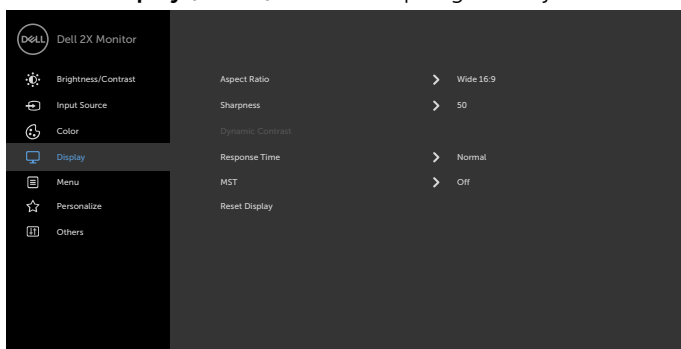 DELL
Dell 2X Monitor
Brightness/Contrast
Input Source
Color
Display
Menu
Personalize
Others
Aspect Ratio > Wide 16:9
Sharpness > 50
Dynamic Contrast
Response Time > Normal
MST > Off
Reset Display